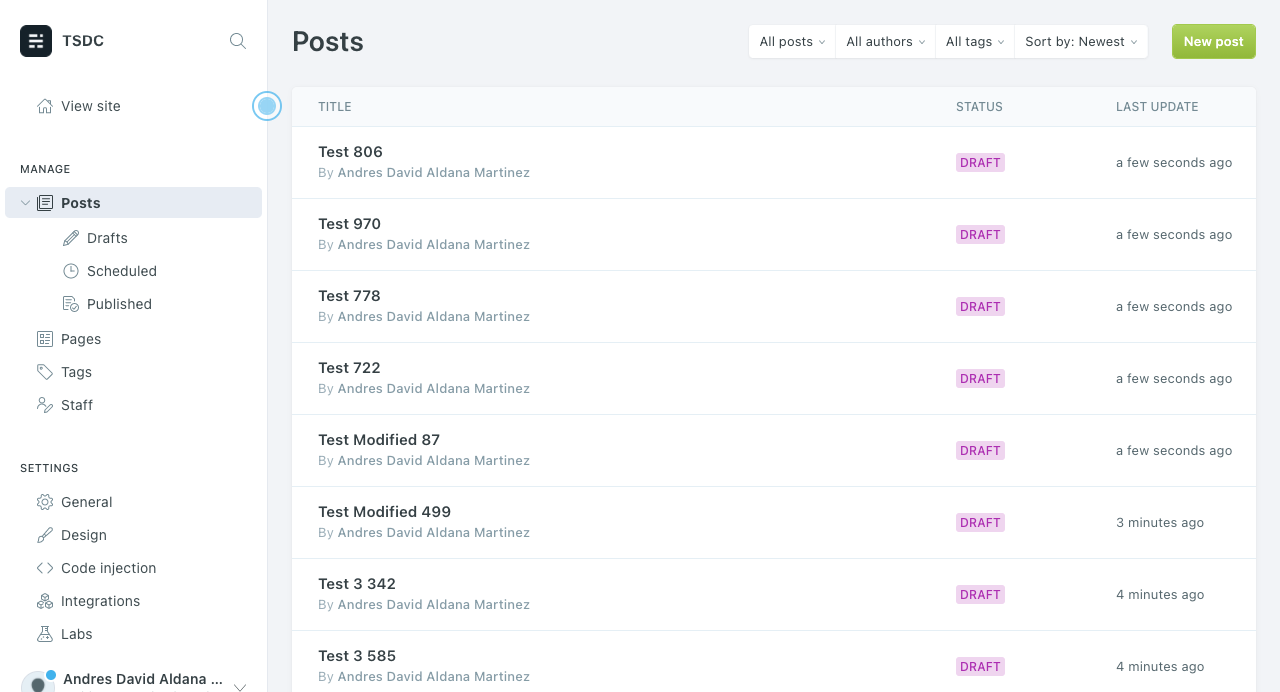 TSDC
View site
MANAGE
Posts
Drafts
Scheduled
Published
Pages
Tags
Staff
SETTINGS
General
Design
Code injection
Integrations
Labs
Andres David Aldana ...
Posts
All posts
All authors
All tags
Sort by: Newest
New post
TITLE STATUS LAST UPDATE
Test 806
By Andres David Aldana Martinez
DRAFT
a few seconds ago
Test 970
By Andres David Aldana Martinez
DRAFT
a few seconds ago
Test 778
By Andres David Aldana Martinez
DRAFT
a few seconds ago
Test 722
By Andres David Aldana Martinez
DRAFT
a few seconds ago
Test Modified 87
By Andres David Aldana Martinez
DRAFT
a few seconds ago
Test Modified 499
By Andres David Aldana Martinez
DRAFT
3 minutes ago
Test 3 342
By Andres David Aldana Martinez
DRAFT
4 minutes ago
Test 3 585
By Andres David Aldana Martinez
DRAFT
4 minutes ago